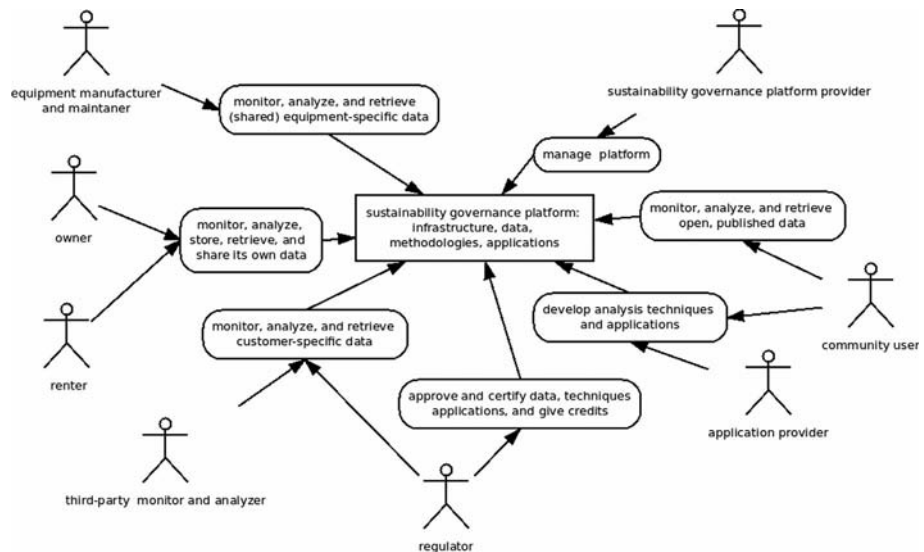 equipment manufacturer
and maintaner
monitor, analyze, and retrieve
(shared) equipment-specific data
sustainability governance platform provider
manage platform
owner
monitor, analyze,
store, retrieve, and
share its own data
sustainability governance platform:
infrastructure, data,
methodologies, applications
monitor, analyze, and retrieve
open, published data
renter
monitor, analyze, and retrieve
customer-specific data
develop analysis techniques
and applications
community user
approve and certify data, techniques
applications, and give credits
application provider
third-party monitor and analyzer
regulator